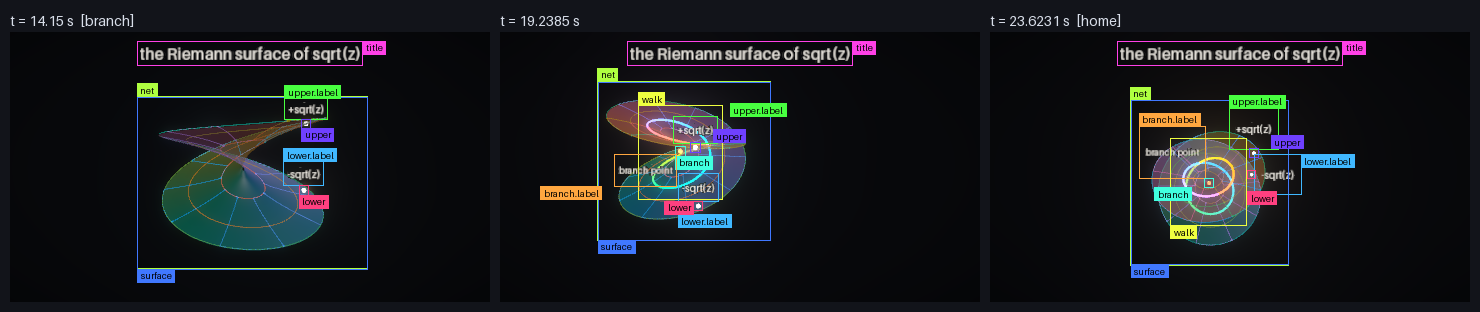 t = 14.15 s [branch]
the Riemann surface of sqrt(z)
title
net
upper.label
+sqrt(z)
upper
lower.label
-sqrt(z)
lower
surface
t = 19.2385 s
the Riemann surface of sqrt(z)
title
net
walk
upper.label
+sqrt(z)
upper
branch
branch point
-sqrt(z)
branch.label
lower
lower.label
surface
t = 23.6231 s [home]
the Riemann surface of sqrt(z)
title
net
upper.label
branch.label
+sqrt(z)
upper
branch point
lower.label
-sqrt(z)
branch
lower
walk
surface